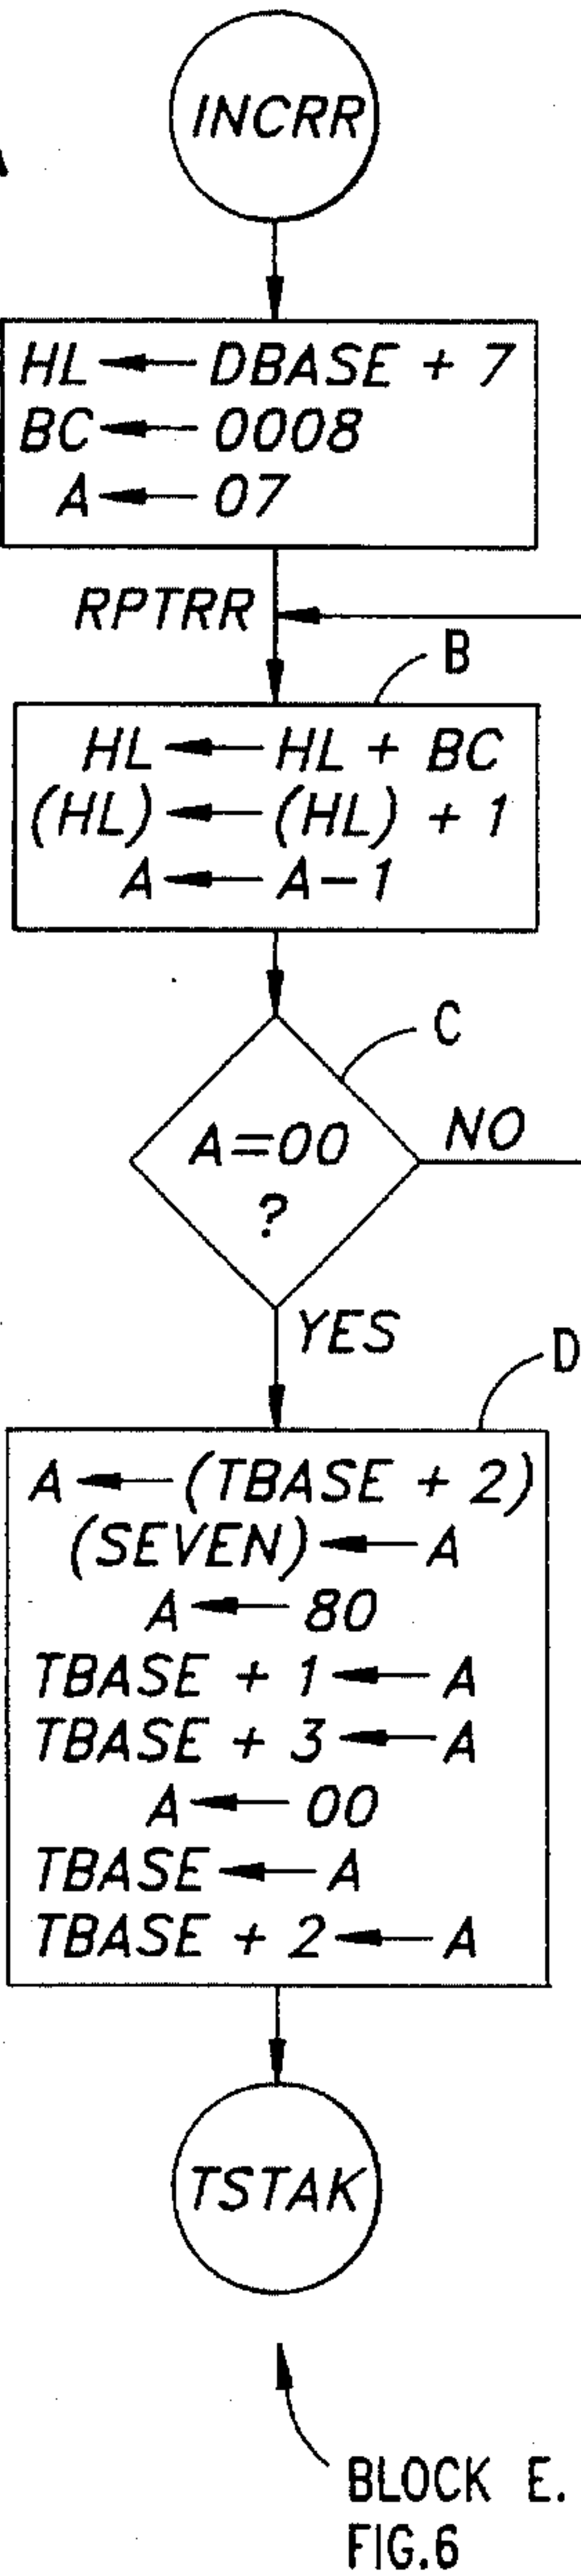 INCRR
HL ← DBASE + 7
BC ← 0008
A ← 07
RPTRR
B
HL ← HL + BC
(HL) ← (HL) + 1
A ← A-1
C
A=00
?
NO
YES
D
A ← (TBASE + 2)
(SEVEN) ← A
A ← 80
TBASE + 1 ← A
TBASE + 3 ← A
A ← 00
TBASE ← A
TBASE + 2 ← A
TSTAK
BLOCK E.
FIG.6